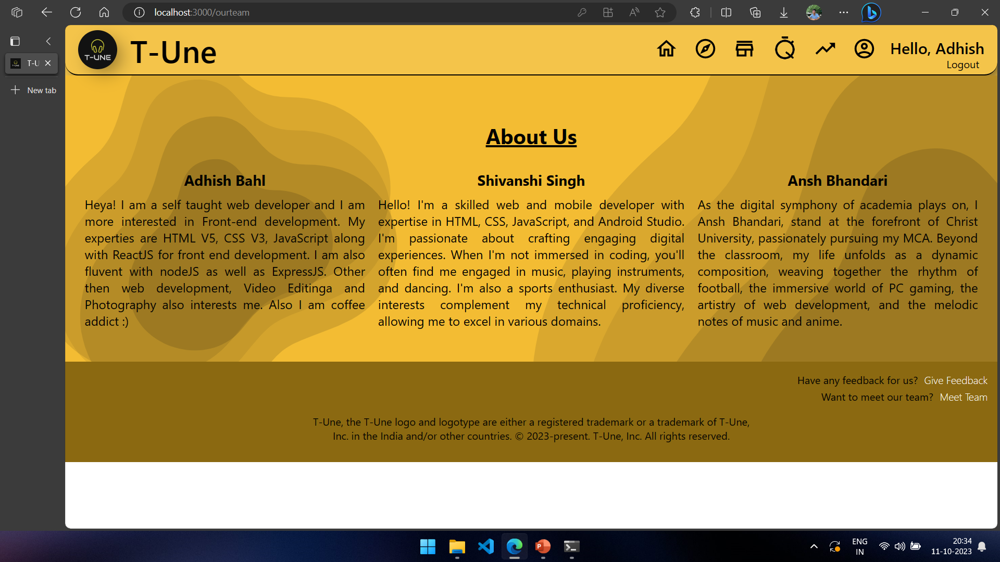 localhost:3000/ourteam
T-U
New tab
T-UNE
T-Une
Hello, Adhish
Logout
About Us
Adhish Bahl
Heya! I am a self taught web developer and I am
more interested in Front-end development. My
experties are HTML V5, CSS V3, JavaScript along
with ReactJS for front end development. I am also
fluvent with nodeJS as well as ExpressJS. Other
then web development, Video Editinga and
Photography also interests me. Also I am coffee
addict :)
Shivanshi Singh
Hello! I'm a skilled web and mobile developer with
expertise in HTML, CSS, JavaScript, and Android Studio.
I'm passionate about crafting engaging digital
experiences. When I'm not immersed in coding, you'll
often find me engaged in music, playing instruments,
and dancing. I'm also a sports enthusiast. My diverse
interests complement my technical proficiency,
allowing me to excel in various domains.
Ansh Bhandari
As the digital symphony of academia plays on, I
Ansh Bhandari, stand at the forefront of Christ
University, passionately pursuing my MCA. Beyond
the classroom, my life unfolds as a dynamic
composition, weaving together the rhythm of
football, the immersive world of PC gaming, the
artistry of web development, and the melodic
notes of music and anime.
Have any feedback for us? Give Feedback
Want to meet our team? Meet Team
T-Une, the T-Une logo and logotype are either a registered trademark or a trademark of T-Une,
Inc. in the India and/or other countries. © 2023-present. T-Une, Inc. All rights reserved.
ENG
IN
20:34
11-10-2023